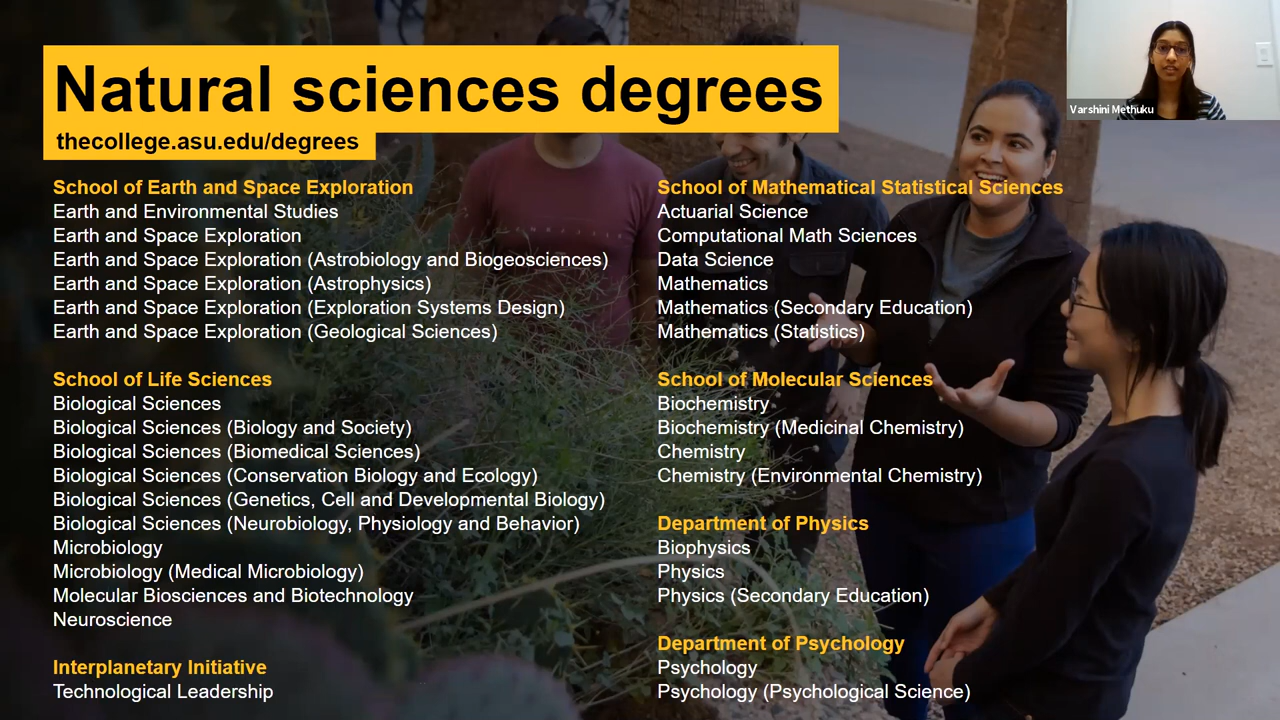 Natural sciences degrees
thecollege.asu.edu/degrees
Varshini Methuku
School of Earth and Space Exploration
Earth and Environmental Studies
Earth and Space Exploration
Earth and Space Exploration (Astrobiology and Biogeosciences)
Earth and Space Exploration (Astrophysics)
Earth and Space Exploration (Exploration Systems Design)
Earth and Space Exploration (Geological Sciences)
School of Life Sciences
Biological Sciences
Biological Sciences (Biology and Society)
Biological Sciences (Biomedical Sciences)
Biological Sciences (Conservation Biology and Ecology)
Biological Sciences (Genetics, Cell and Developmental Biology)
Biological Sciences (Neurobiology, Physiology and Behavior)
Microbiology
Microbiology (Medical Microbiology)
Molecular Biosciences and Biotechnology
Neuroscience
Interplanetary Initiative
Technological Leadership
School of Mathematical Statistical Sciences
Actuarial Science
Computational Math Sciences
Data Science
Mathematics
Mathematics (Secondary Education)
Mathematics (Statistics)
School of Molecular Sciences
Biochemistry
Biochemistry (Medicinal Chemistry)
Chemistry
Chemistry (Environmental Chemistry)
Department of Physics
Biophysics
Physics
Physics (Secondary Education)
Department of Psychology
Psychology
Psychology (Psychological Science)